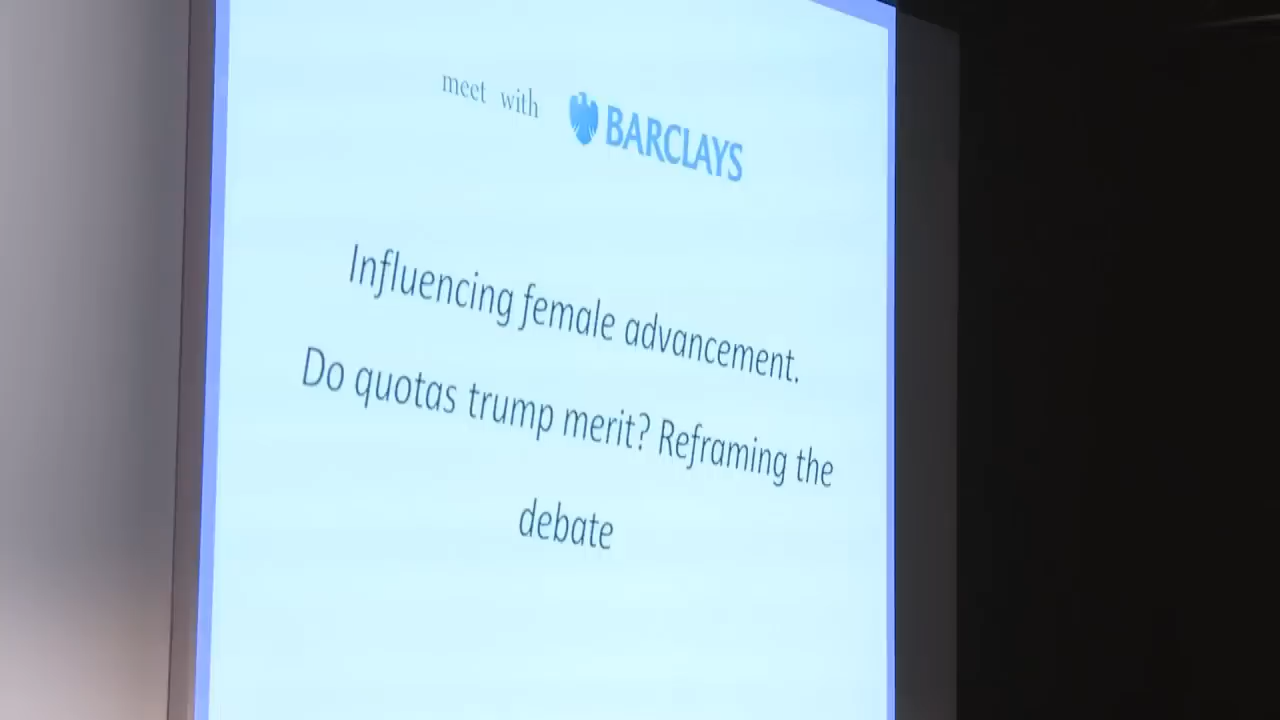 meet with BARCLAYS
Influencing female advancement.
Do quotas trump merit? Reframing the
debate